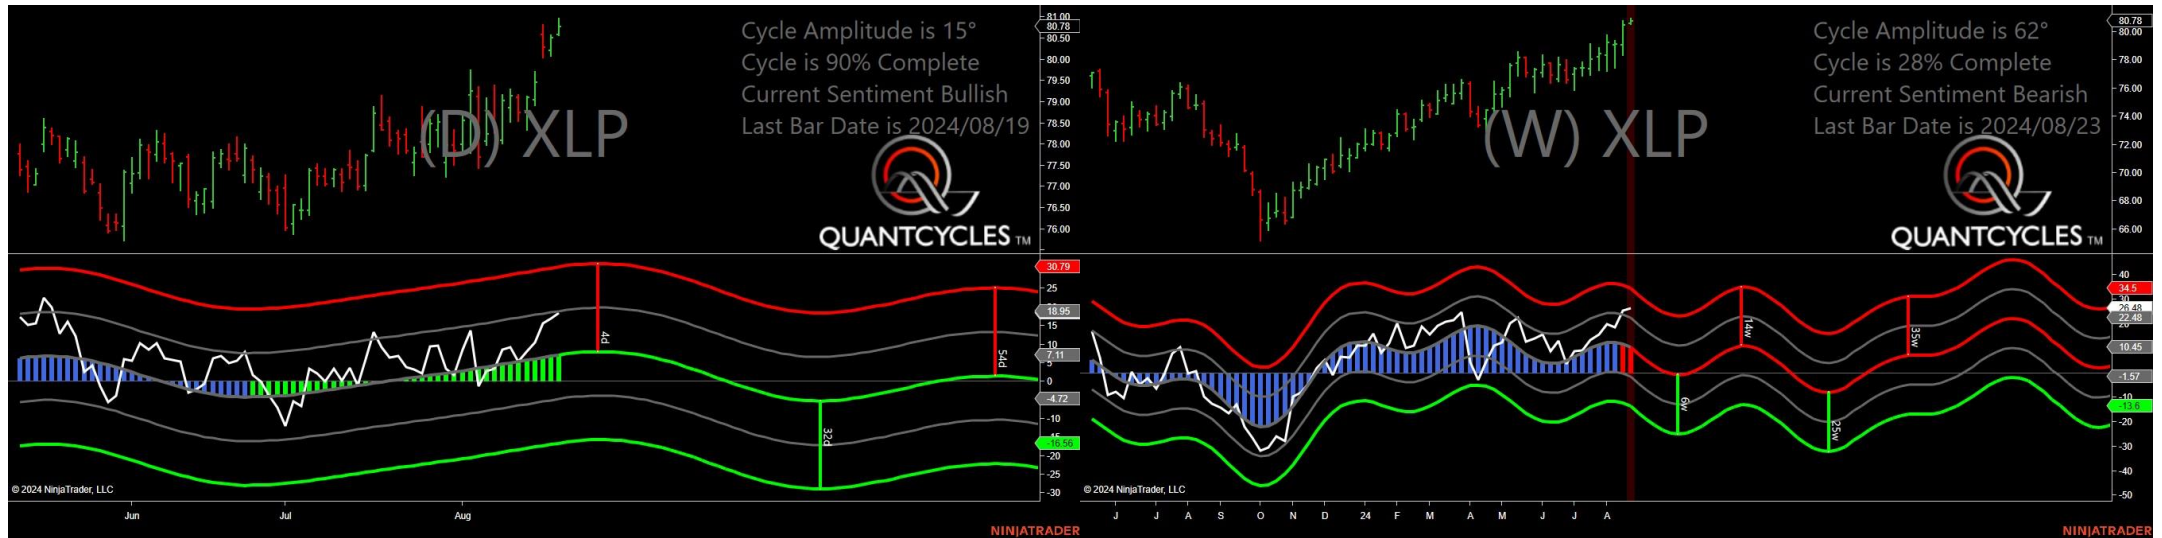 Cycle Amplitude is 15°
Cycle is 90% Complete
Current Sentiment Bullish
Last Bar Date is 2024/08/19
(D) XLP
QUANTCYCLES TM
81.00
80.78
80.50
80.00
79.50
79.00
78.50
78.00
77.50
77.00
76.50
76.00
30.79
25
18.95
15
10
7.11
5
0
-4.72
-10
-16.56
-20
-25
-30
4d
32d
54d
© 2024 NinjaTrader, LLC
Jun Jul Aug
NINJATRADER
Cycle Amplitude is 62°
Cycle is 28% Complete
Current Sentiment Bearish
Last Bar Date is 2024/08/23
(W) XLP
QUANTCYCLES TM
80.78
80.00
78.00
76.00
74.00
72.00
70.00
68.00
66.00
40
34.5
30
26.48
22.48
10.45
-1.57
-10
-13.6
-20
-30
-40
-50
6w
14w
25w
35w
© 2024 NinjaTrader, LLC
J J A S O N D 24 F M A M J J A
NINJATRADER